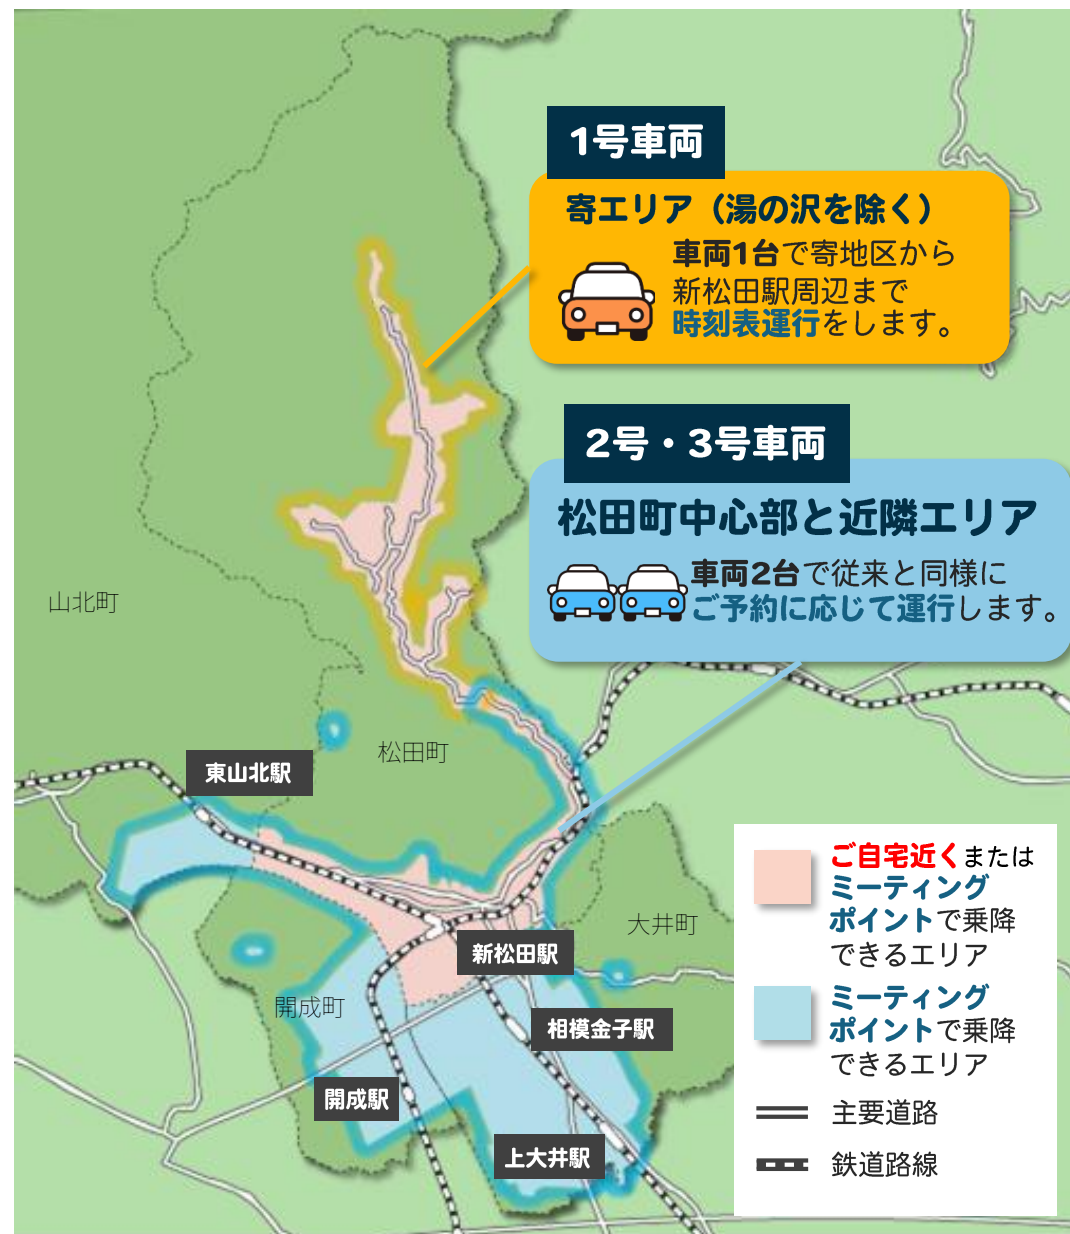 1号車両
寄エリア（湯の沢を除く）
車両1台で寄地区から
新松田駅周辺まで
時刻表運行をします。
2号・3号車両
松田町中心部と近隣エリア
車両2台で従来と同様に
ご予約に応じて運行します。
山北町
松田町
東山北駅
大井町
新松田駅
開成町
相模金子駅
開成駅
上大井駅
ご自宅近くまたは
ミーティング
ポイントで乗降
できるエリア
ミーティング
ポイントで乗降
できるエリア
主要道路
鉄道路線